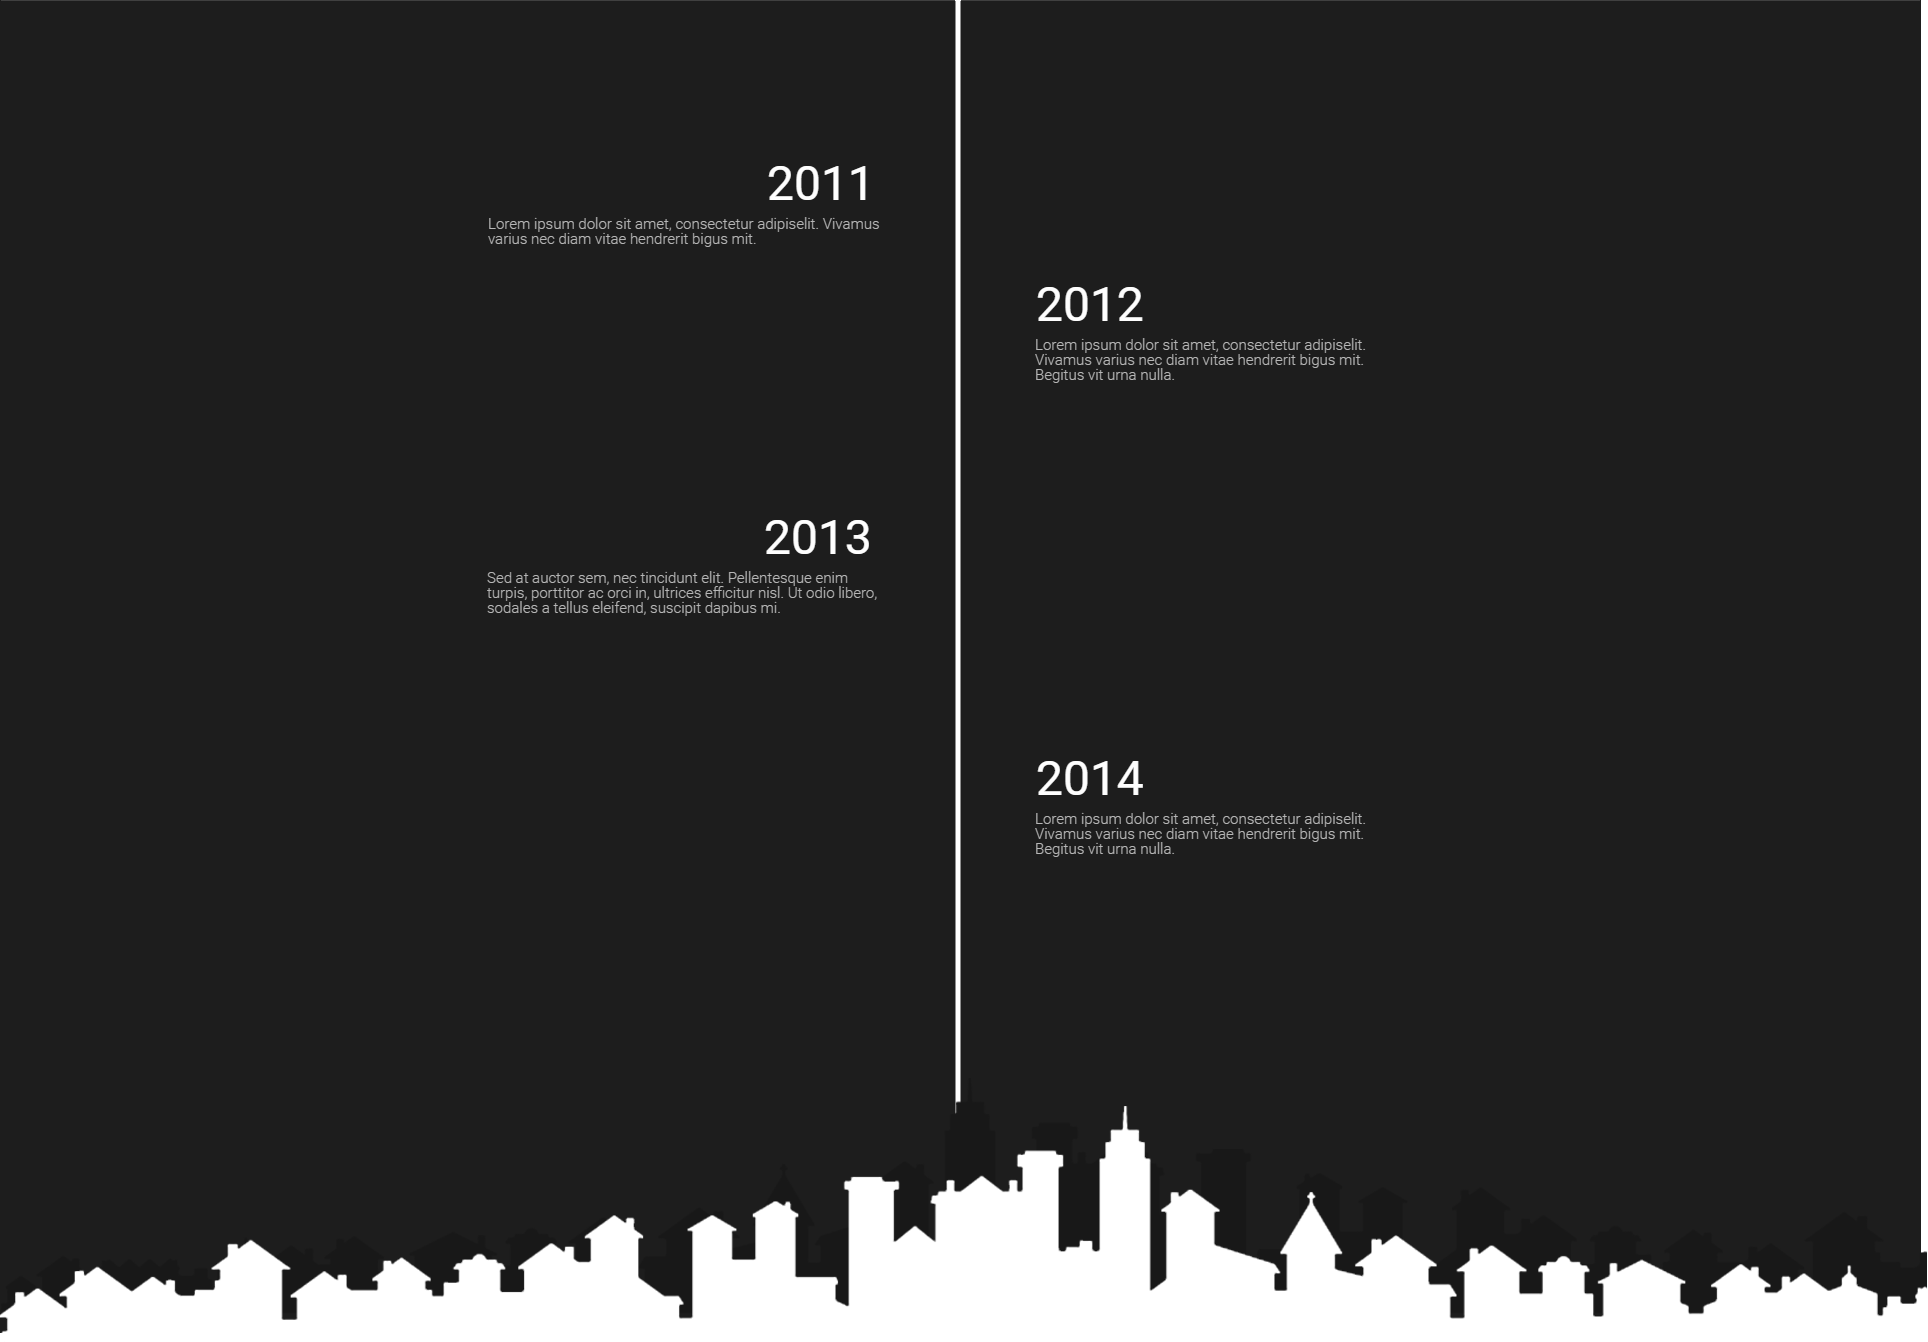 2011
Lorem ipsum dolor sit amet, consectetur adipiselit. Vivamus
varius nec diam vitae hendrerit bigus mit.
2012
Lorem ipsum dolor sit amet, consectetur adipiselit.
Vivamus varius nec diam vitae hendrerit bigus mit.
Begitus vit urna nulla.
2013
Sed at auctor sem, nec tincidunt elit. Pellentesque enim
turpis, porttitor ac orci in, ultrices efficitur nisl. Ut odio libero,
sodales a tellus eleifend, suscipit dapibus mi.
2014
Lorem ipsum dolor sit amet, consectetur adipiselit.
Vivamus varius nec diam vitae hendrerit bigus mit.
Begitus vit urna nulla.